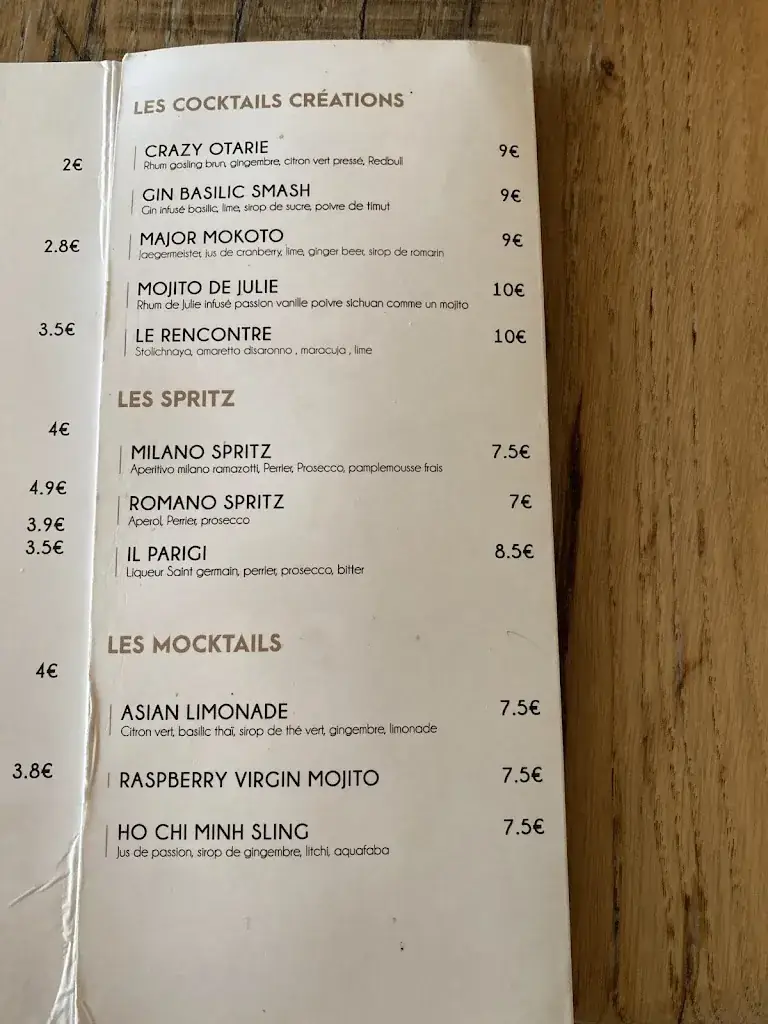 2€
2.8€
3.5€
4€
4.9€
3.9€
3.5€
4€
3.8€
LES COCKTAILS CRÉATIONS
CRAZY OTARIE 9€
Rhum gosling brun, gingembre, citron vert pressé, Redbull
GIN BASILIC SMASH 9€
Gin infusé basilic, lime, sirop de sucre, poivre de timut
MAJOR MOKOTO 9€
Jaegermeister, jus de cranberry, lime, ginger beer, sirop de romarin
MOJITO DE JULIE 10€
Rhum de Julie infusé passion vanille poivre sichuan comme un mojito
LE RENCONTRE 10€
Stolichnaya, amaretto disaronno , maracuja , lime
LES SPRITZ
MILANO SPRITZ 7.5€
Aperitivo milano ramazotti, Perrier, Prosecco, pamplemousse frais
ROMANO SPRITZ 7€
Aperol, Perrier, prosecco
IL PARIGI 8.5€
Liqueur Saint germain, perrier, prosecco, bitter
LES MOCKTAILS
ASIAN LIMONADE 7.5€
Citron vert, basilic thaï, sirop de thé vert, gingembre, limonade
RASPBERRY VIRGIN MOJITO 7.5€
HO CHI MINH SLING 7.5€
Jus de passion, sirop de gingembre, litchi, aquafaba